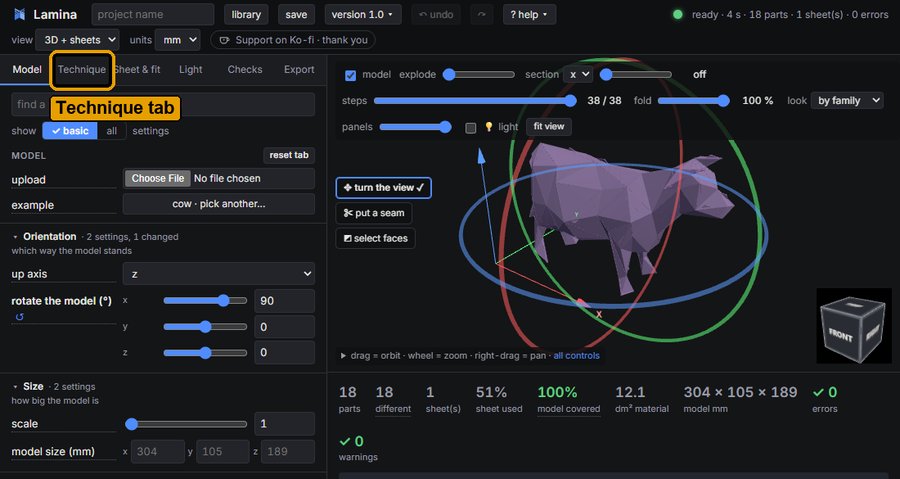 Lamina project name library save version 1.0 undo ? help ready · 4 s · 18 parts · 1 sheet(s) · 0 errors
view 3D + sheets units mm Support on Ko-fi · thank you
Model Technique Sheet & fit Light Checks Export
find a
Technique tab
show ✓ basic all settings
MODEL reset tab
upload Choose File No file chosen
example cow · pick another...
Orientation · 2 settings, 1 changed
which way the model stands
up axis z
rotate the model (°) x 90
↺
y 0
z 0
Size · 2 settings
how big the model is
scale 1
model size (mm) x 304 y 105 z 189
model explode section x off
steps 38 / 38 fold 100 % look by family
panels light fit view
turn the view ✓
put a seam
select faces
Y
X
FRONT
drag = orbit · wheel = zoom · right-drag = pan · all controls
18 18 1 51% 100% 12.1 304 × 105 × 189 ✓ 0
parts different sheet(s) sheet used model covered dm² material model mm errors
✓ 0
warnings